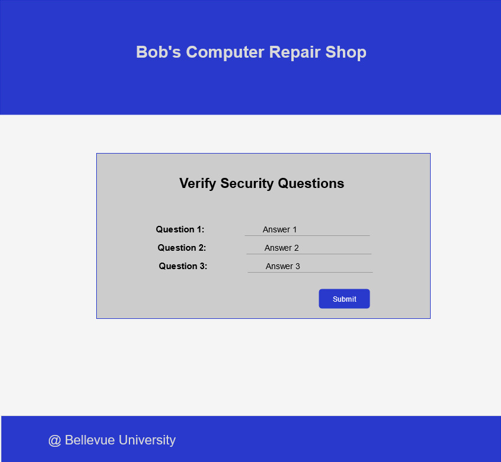 Bob's Computer Repair Shop
Verify Security Questions
Question 1: Answer 1
Question 2: Answer 2
Question 3: Answer 3
Submit
@ Bellevue University